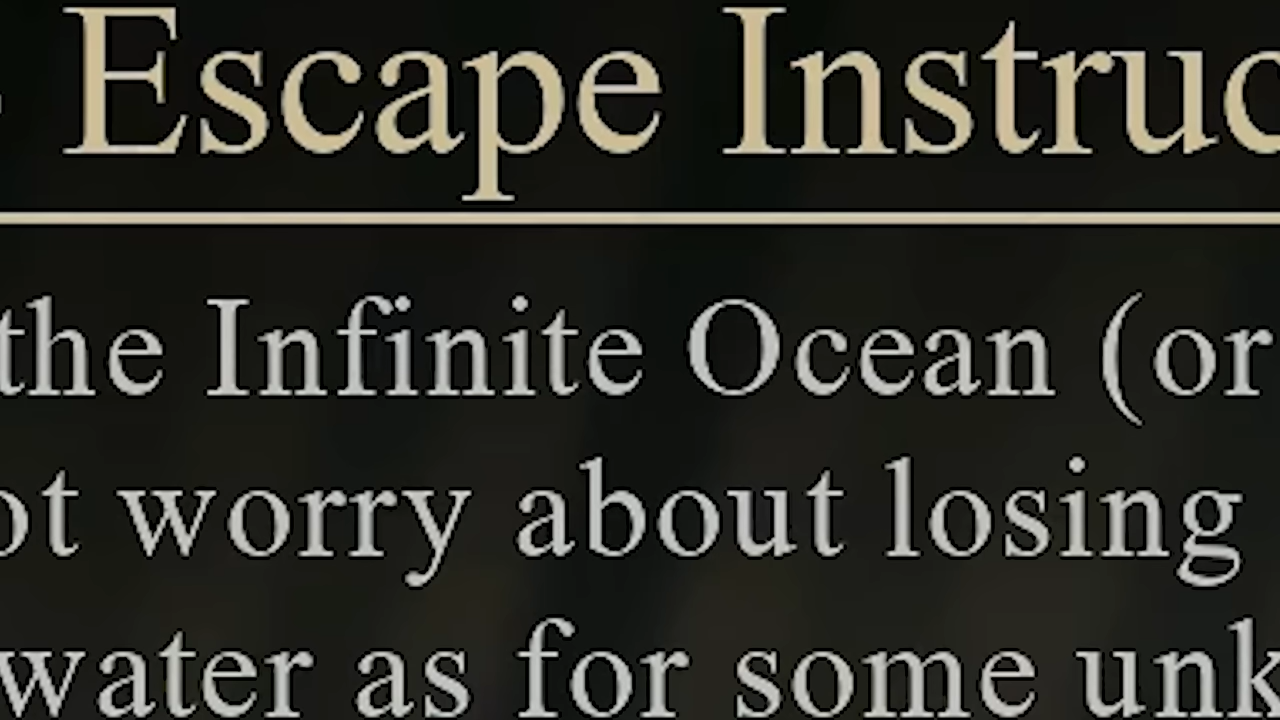 Escape Instruc
the Infinite Ocean (or
ot worry about losing
water as for some unk